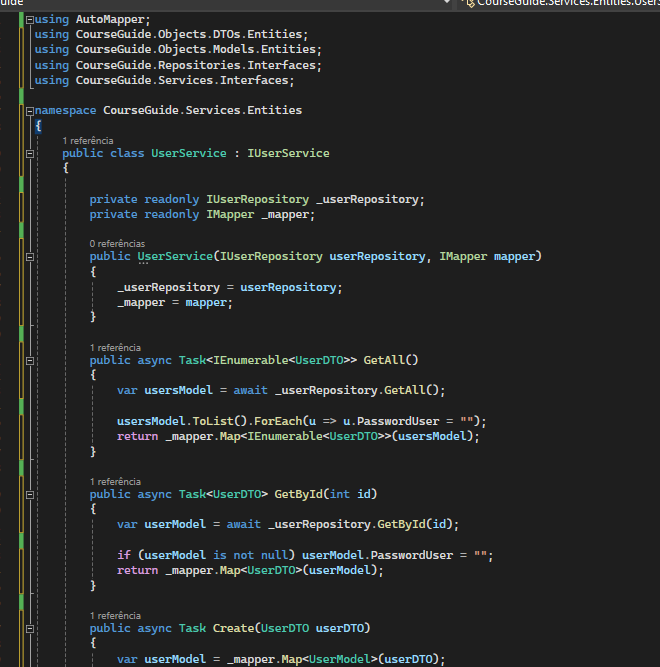 uide
CourseGuide.Services.Entities.UserS
using AutoMapper;
using CourseGuide.Objects.DTOs.Entities;
using CourseGuide.Objects.Models.Entities;
using CourseGuide.Repositories.Interfaces;
using CourseGuide.Services.Interfaces;
namespace CourseGuide.Services.Entities
{
1 referência
public class UserService : IUserService
{
private readonly IUserRepository _userRepository;
private readonly IMapper _mapper;
0 referências
public UserService(IUserRepository userRepository, IMapper mapper)
{
_userRepository = userRepository;
_mapper = mapper;
}
1 referência
public async Task<IEnumerable<UserDTO>> GetAll()
{
var usersModel = await _userRepository.GetAll();
usersModel.ToList().ForEach(u => u.PasswordUser = "");
return _mapper.Map<IEnumerable<UserDTO>>(usersModel);
}
1 referência
public async Task<UserDTO> GetById(int id)
{
var userModel = await _userRepository.GetById(id);
if (userModel is not null) userModel.PasswordUser = "";
return _mapper.Map<UserDTO>(userModel);
}
1 referência
public async Task Create(UserDTO userDTO)
{
var userModel = _mapper.Map<UserModel>(userDTO);